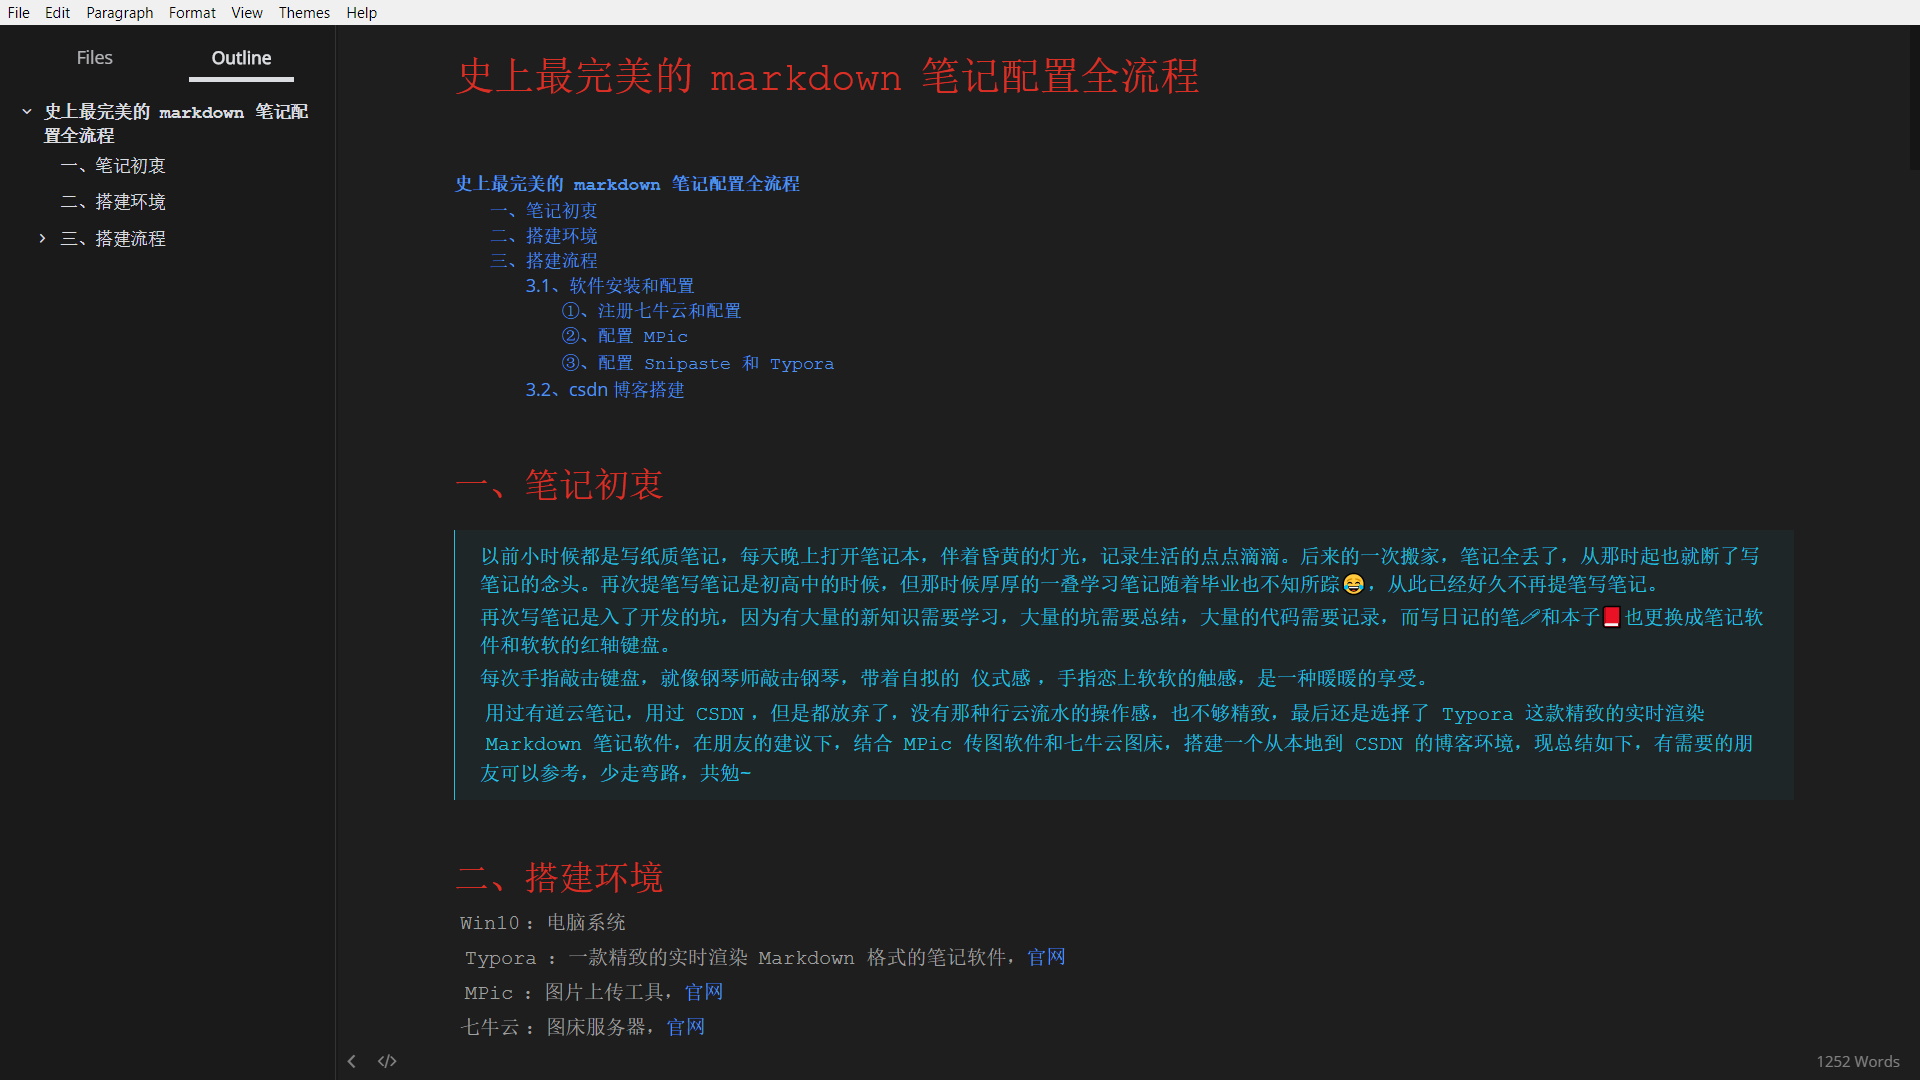 File Edit Paragraph Format View Themes Help
Files Outline
史上最完美的 markdown 笔记配
置全流程
一、笔记初衷
二、搭建环境
三、搭建流程
史上最完美的 markdown 笔记配置全流程
史上最完美的 markdown 笔记配置全流程
一、笔记初衷
二、搭建环境
三、搭建流程
3.1、软件安装和配置
①、注册七牛云和配置
②、配置 MPic
③、配置 Snipaste 和 Typora
3.2、csdn 博客搭建
一、笔记初衷
以前小时候都是写纸质笔记，每天晚上打开笔记本，伴着昏黄的灯光，记录生活的点点滴滴。后来的一次搬家，笔记全丢了，从那时起也就断了写
笔记的念头。再次提笔写笔记是初高中的时候，但那时候厚厚的一叠学习笔记随着毕业也不知所踪😂，从此已经好久不再提笔写笔记。
再次写笔记是入了开发的坑，因为有大量的新知识需要学习，大量的坑需要总结，大量的代码需要记录，而写日记的笔🖊和本子📕也更换成笔记软
件和软软的红轴键盘。
每次手指敲击键盘，就像钢琴师敲击钢琴，带着自拟的 仪式感，手指恋上软软的触感，是一种暖暖的享受。
用过有道云笔记，用过 CSDN，但是都放弃了，没有那种行云流水的操作感，也不够精致，最后还是选择了 Typora 这款精致的实时渲染
Markdown 笔记软件，在朋友的建议下，结合 MPic 传图软件和七牛云图床，搭建一个从本地到 CSDN 的博客环境，现总结如下，有需要的朋
友可以参考，少走弯路，共勉~
二、搭建环境
Win10：电脑系统
Typora ：一款精致的实时渲染 Markdown 格式的笔记软件，官网
MPic ：图片上传工具，官网
七牛云：图床服务器，官网
1252 Words